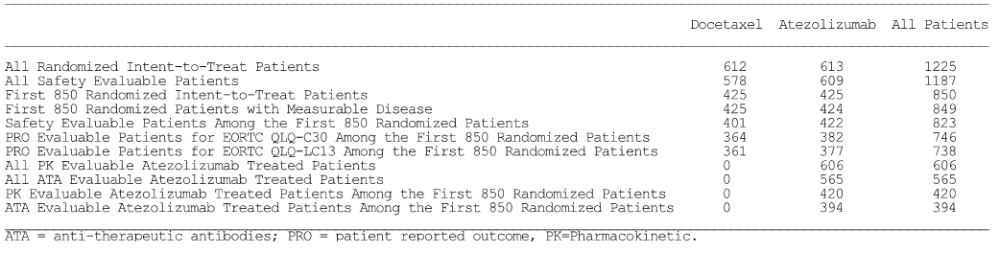 Docetaxel Atezolizumab All Patients
All Randomized Intent-to-Treat Patients 612 613 1225
All Safety Evaluable Patients 578 609 1187
First 850 Randomized Intent-to-Treat Patients 425 425 850
First 850 Randomized Patients with Measurable Disease 425 424 849
Safety Evaluable Patients Among the First 850 Randomized Patients 401 422 823
PRO Evaluable Patients for EORTC QLQ-C30 Among the First 850 Randomized Patients 364 382 746
PRO Evaluable Patients for EORTC QLQ-LC13 Among the First 850 Randomized Patients 361 377 738
All PK Evaluable Atezolizumab Treated Patients 0 606 606
All ATA Evaluable Atezolizumab Treated Patients 0 565 565
PK Evaluable Atezolizumab Treated Patients Among the First 850 Randomized Patients 0 420 420
ATA Evaluable Atezolizumab Treated Patients Among the First 850 Randomized Patients 0 394 394
ATA = anti-therapeutic antibodies; PRO = patient reported outcome, PK=Pharmacokinetic.